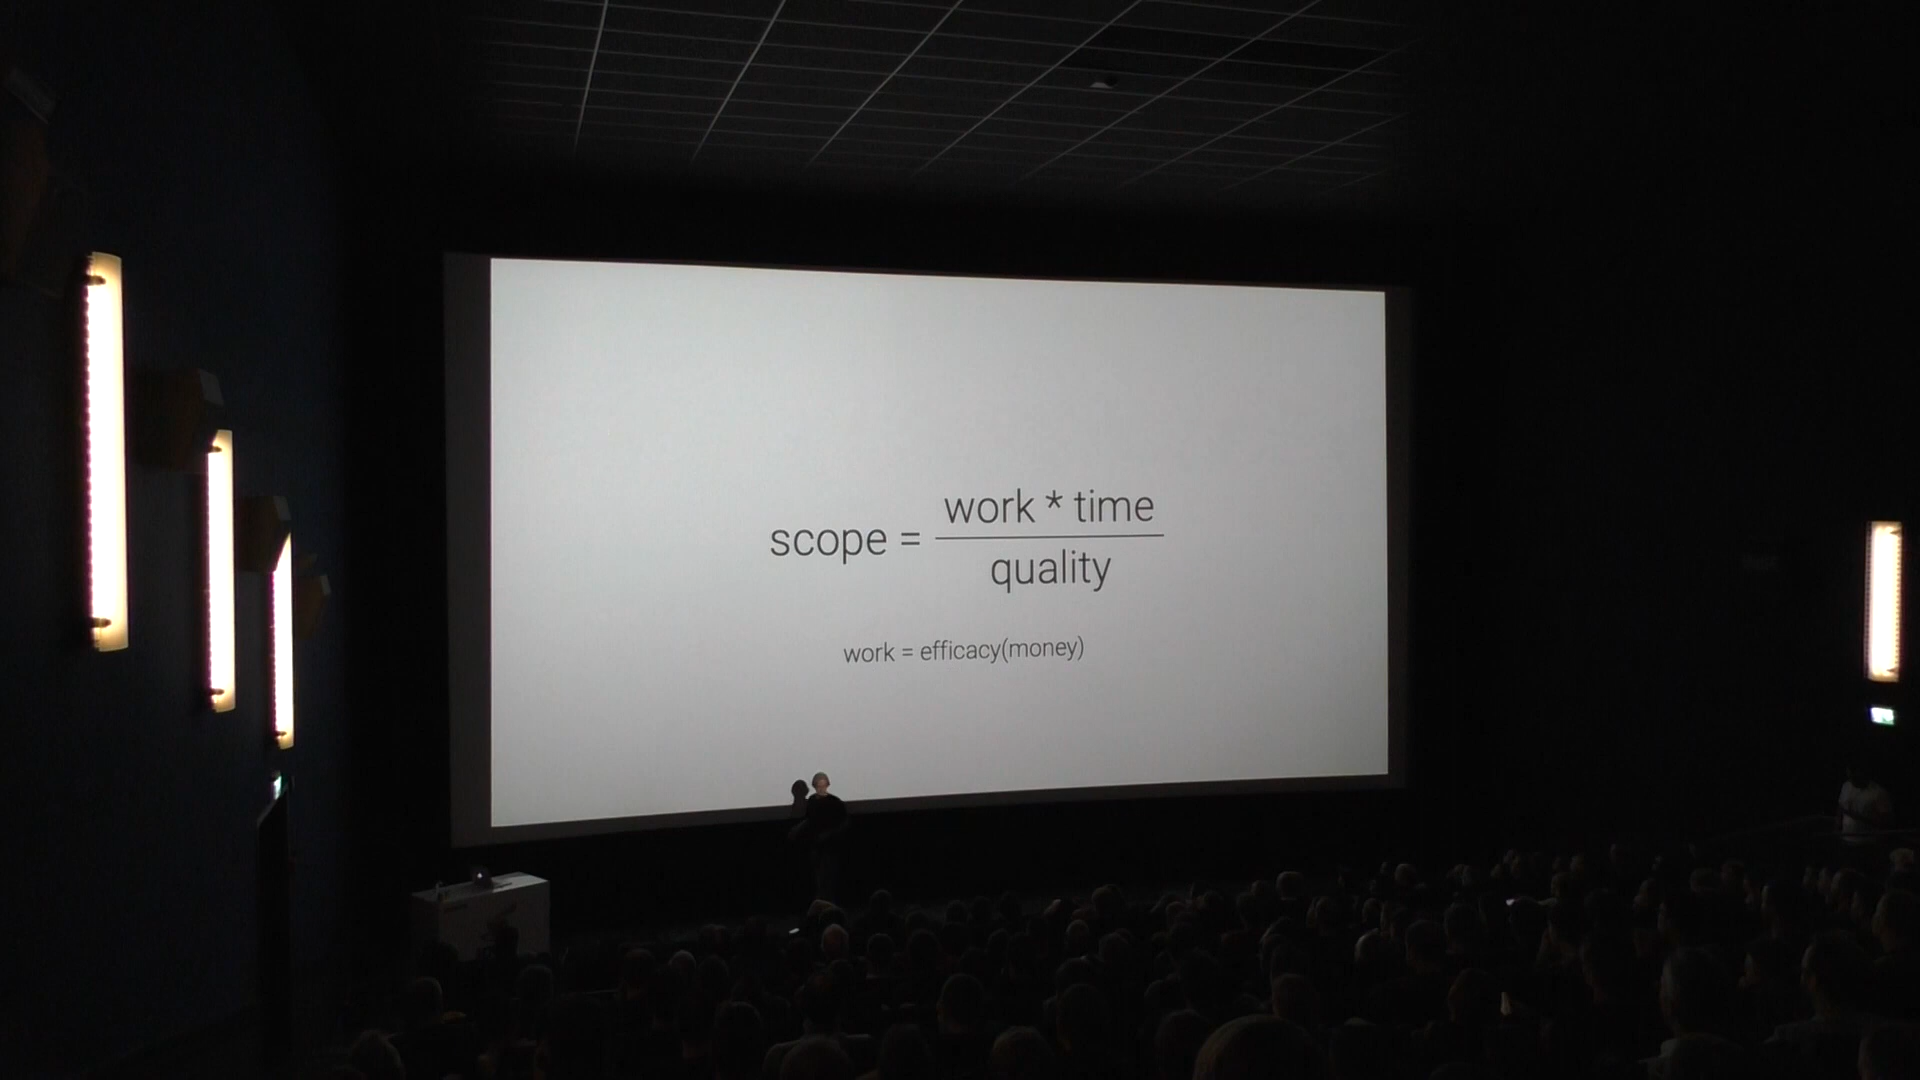 scope = work * time
quality
work = efficacy(money)